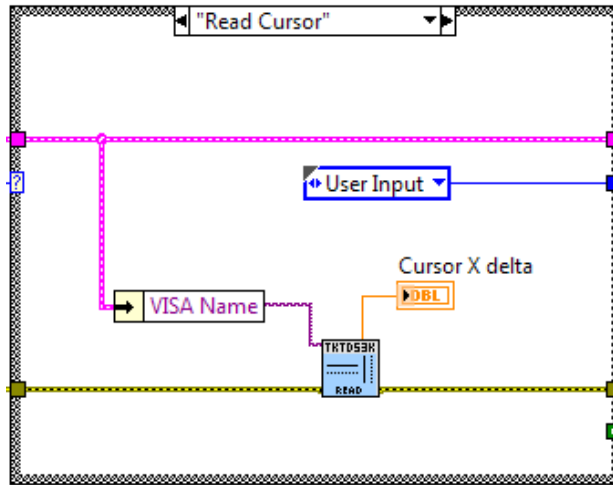 "Read Cursor"
?
User Input
Cursor X delta
DBL
VISA Name
TKTDS3K
READ